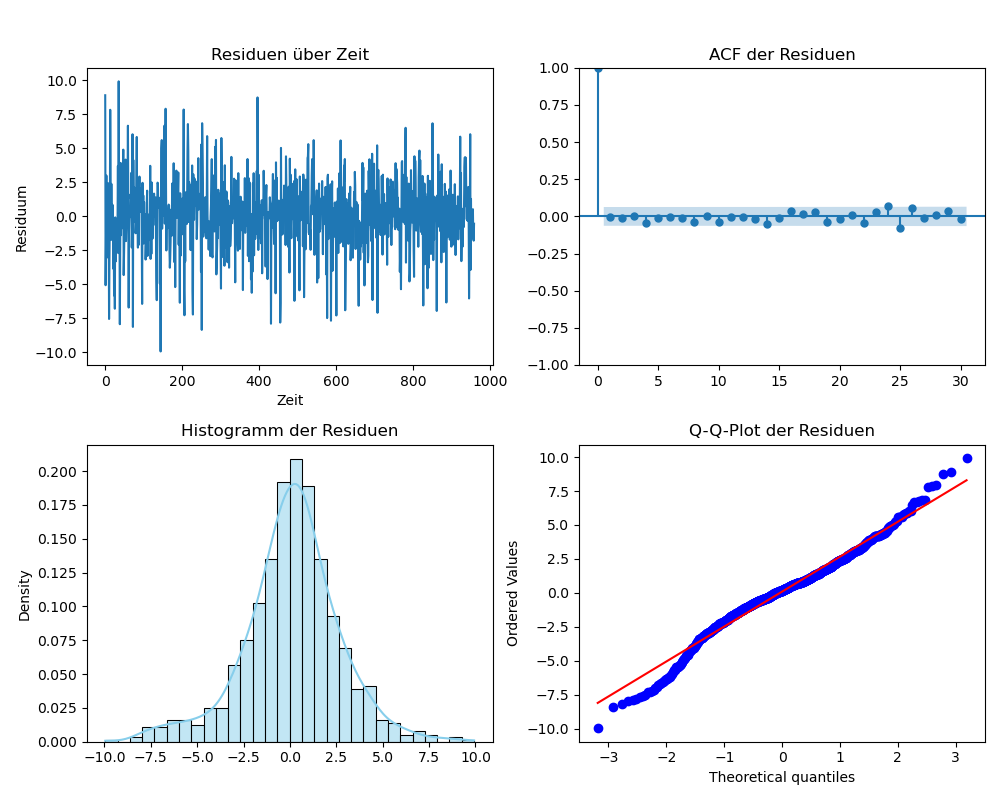 Residuen über Zeit
10.0
7.5
5.0
2.5
0.0
−2.5
−5.0
−7.5
−10.0
Residuum
0 200 400 600 800 1000
Zeit
ACF der Residuen
1.00
0.75
0.50
0.25
0.00
−0.25
−0.50
−0.75
−1.00
0 5 10 15 20 25 30
Histogramm der Residuen
0.200
0.175
0.150
0.125
0.100
0.075
0.050
0.025
0.000
Density
−10.0 −7.5 −5.0 −2.5 0.0 2.5 5.0 7.5 10.0
Q-Q-Plot der Residuen
10.0
7.5
5.0
2.5
0.0
−2.5
−5.0
−7.5
−10.0
Ordered Values
−3 −2 −1 0 1 2 3
Theoretical quantiles